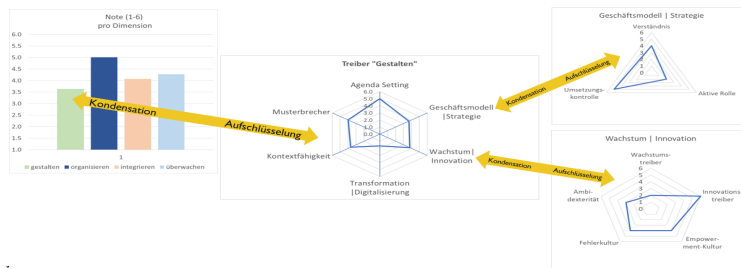 Note (1-6)
pro Dimension
6.0
5.5
5.0
4.5
4.0
3.5
3.0
2.5
2.0
1.5
1.0
1
gestalten
organisieren
integrieren
überwachen
Kondensation
Aufschlüsselung
Treiber "Gestalten"
Agenda Setting
6.0
5.0
4.0
3.0
2.0
1.0
0.0
Musterbrecher
Geschäftsmodell
|Strategie
Kontextfähigkeit
Wachstum|
Innovation
Transformation
|Digitalisierung
Kondensation
Aufschlüsselung
Kondensation
Aufschlüsselung
Geschäftsmodell | Strategie
Verständnis
6
5
4
3
2
1
0
Umsetzungs-
kontrolle
Aktive Rolle
Wachstum | Innovation
Wachstums-
treiber
6
5
4
3
2
1
0
Ambi-
dexterität
Innovations
treiber
Fehlerkultur
Empower-
ment-Kultur